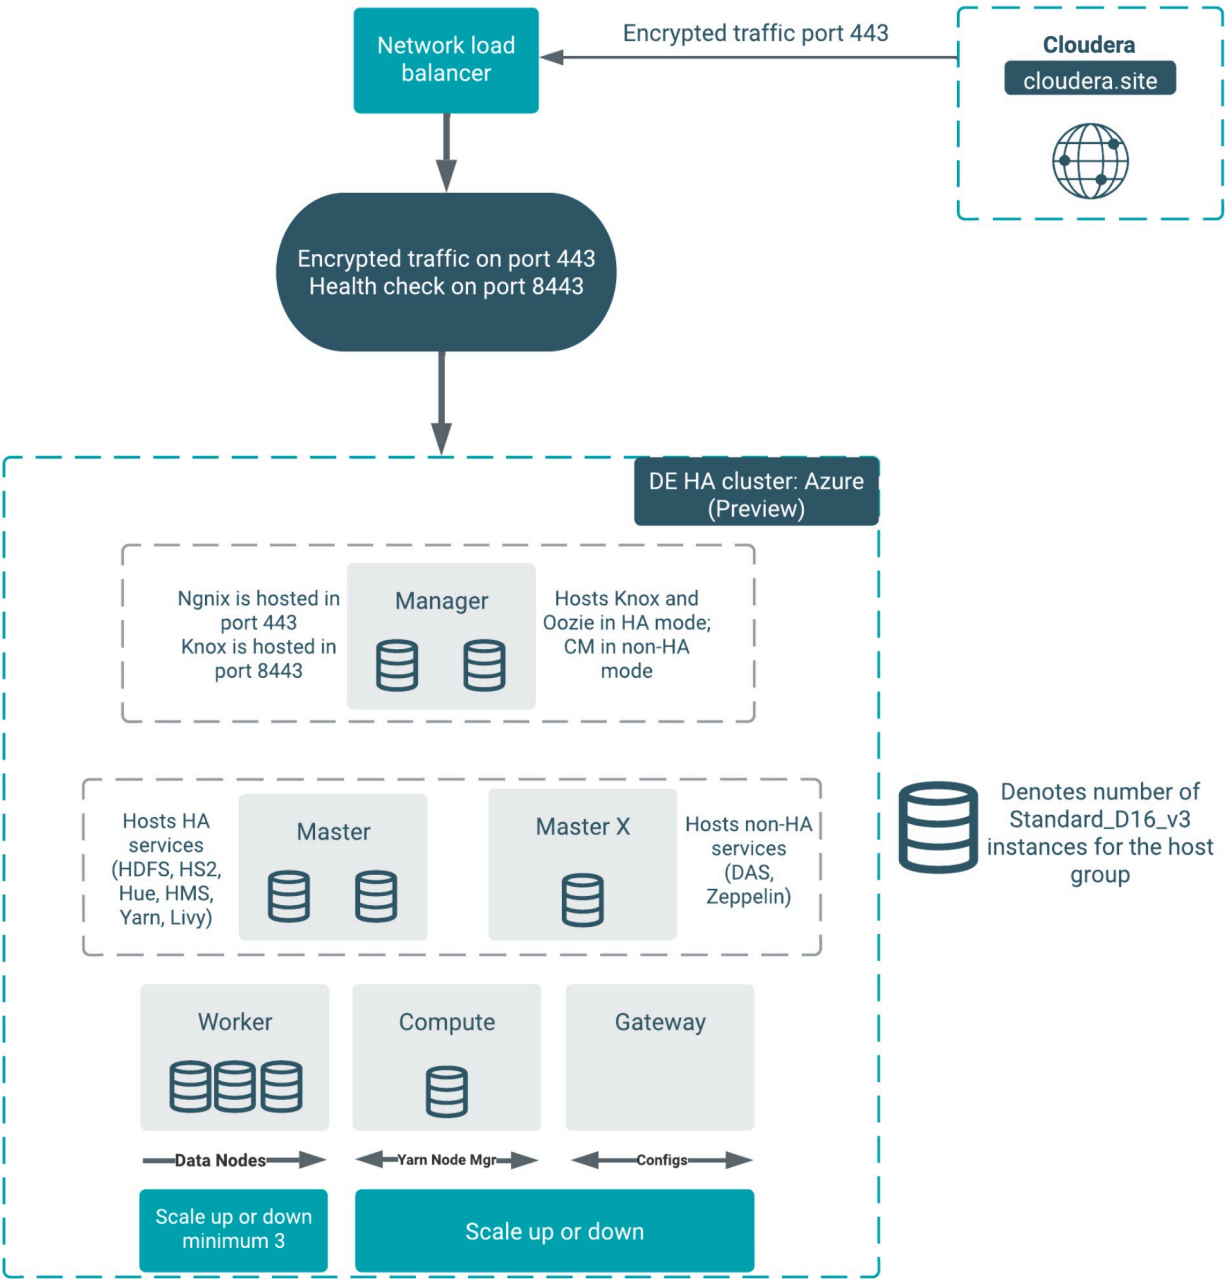 Network load
balancer
Encrypted traffic port 443
Cloudera
cloudera.site
Encrypted traffic on port 443
Health check on port 8443
DE HA cluster: Azure
(Preview)
Ngnix is hosted in
port 443
Knox is hosted in
port 8443
Manager
Hosts Knox and
Oozie in HA mode;
CM in non-HA
mode
Hosts HA
services
(HDFS, HS2,
Hue, HMS,
Yarn, Livy)
Master
Master X
Hosts non-HA
services
(DAS,
Zeppelin)
Denotes number of
Standard_D16_v3
instances for the host
group
Worker
Compute
Gateway
Data Nodes
Yarn Node Mgr
Configs
Scale up or down
minimum 3
Scale up or down